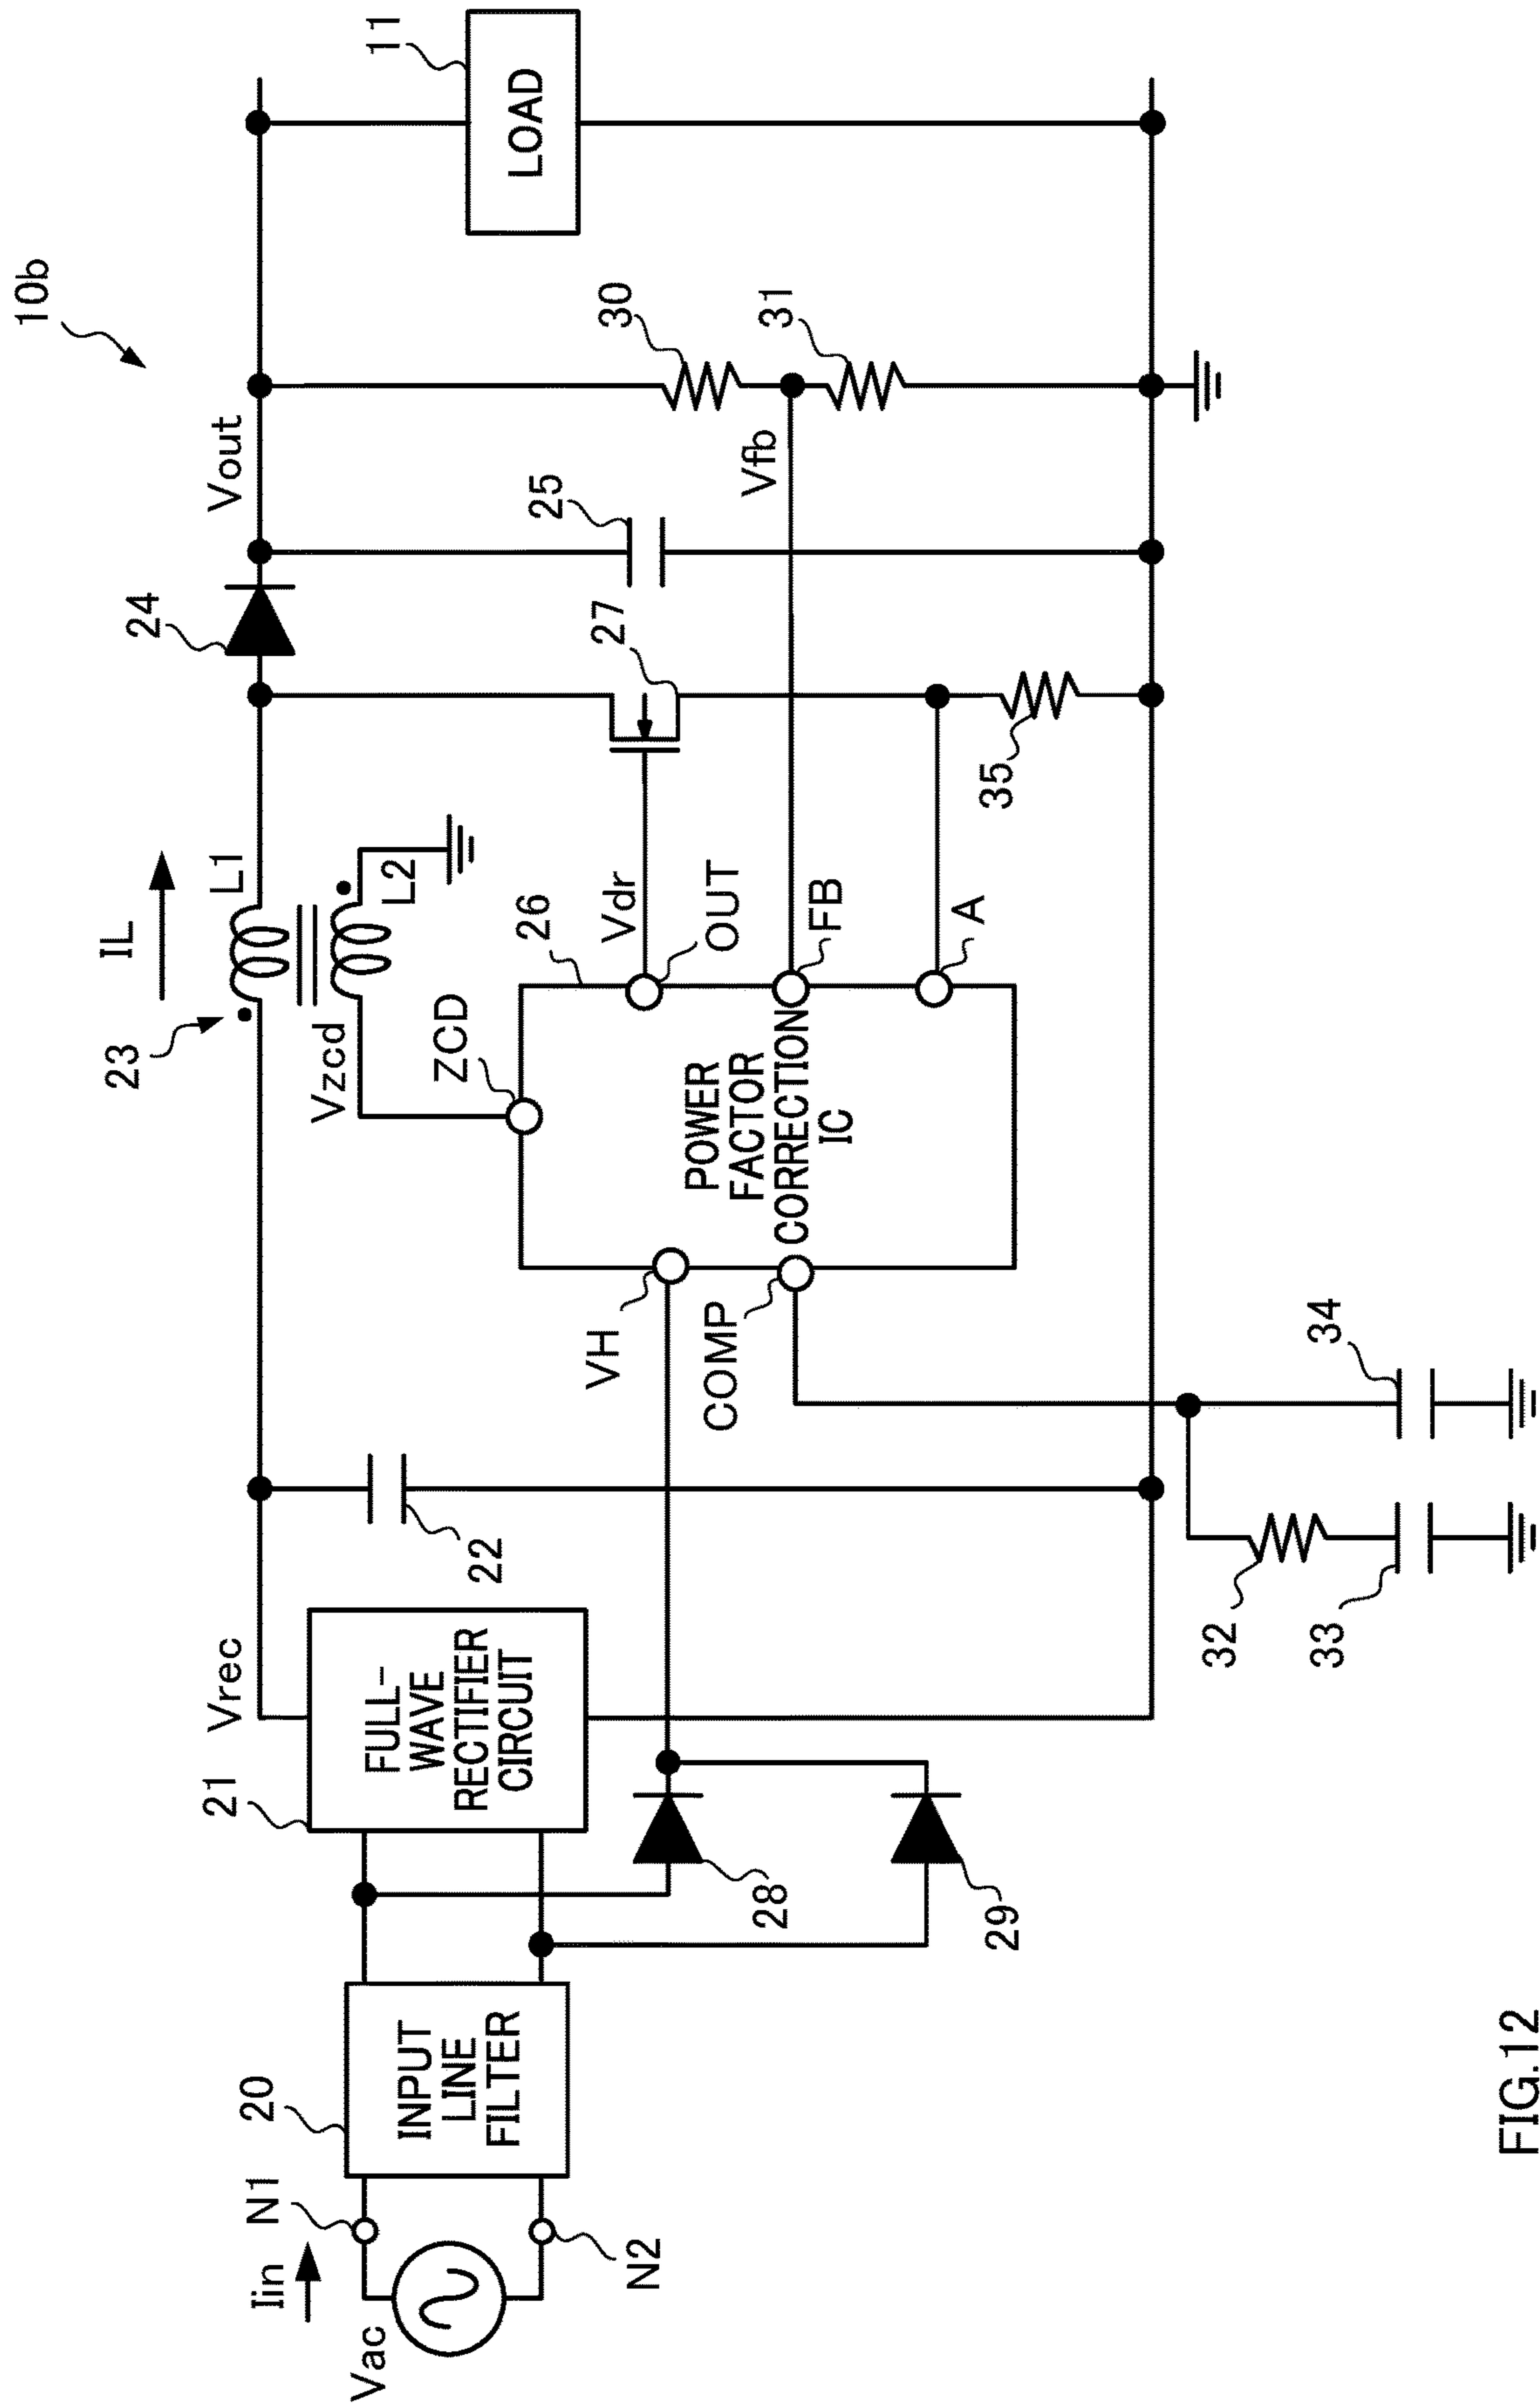 10b
IL
23
L1
24
Vout
11
LOAD
Vrec
21
FULL-
WAVE
RECTIFIER
CIRCUIT
22
Vzcd
L2
ZCD
26
25
27
30
31
Vfb
Iin
N1
20
INPUT
LINE
FILTER
Vac
N2
28
29
VH
COMP
POWER
FACTOR
CORRECTION
IC
Vdr
OUT
FB
A
35
32
33
34
FIG.12